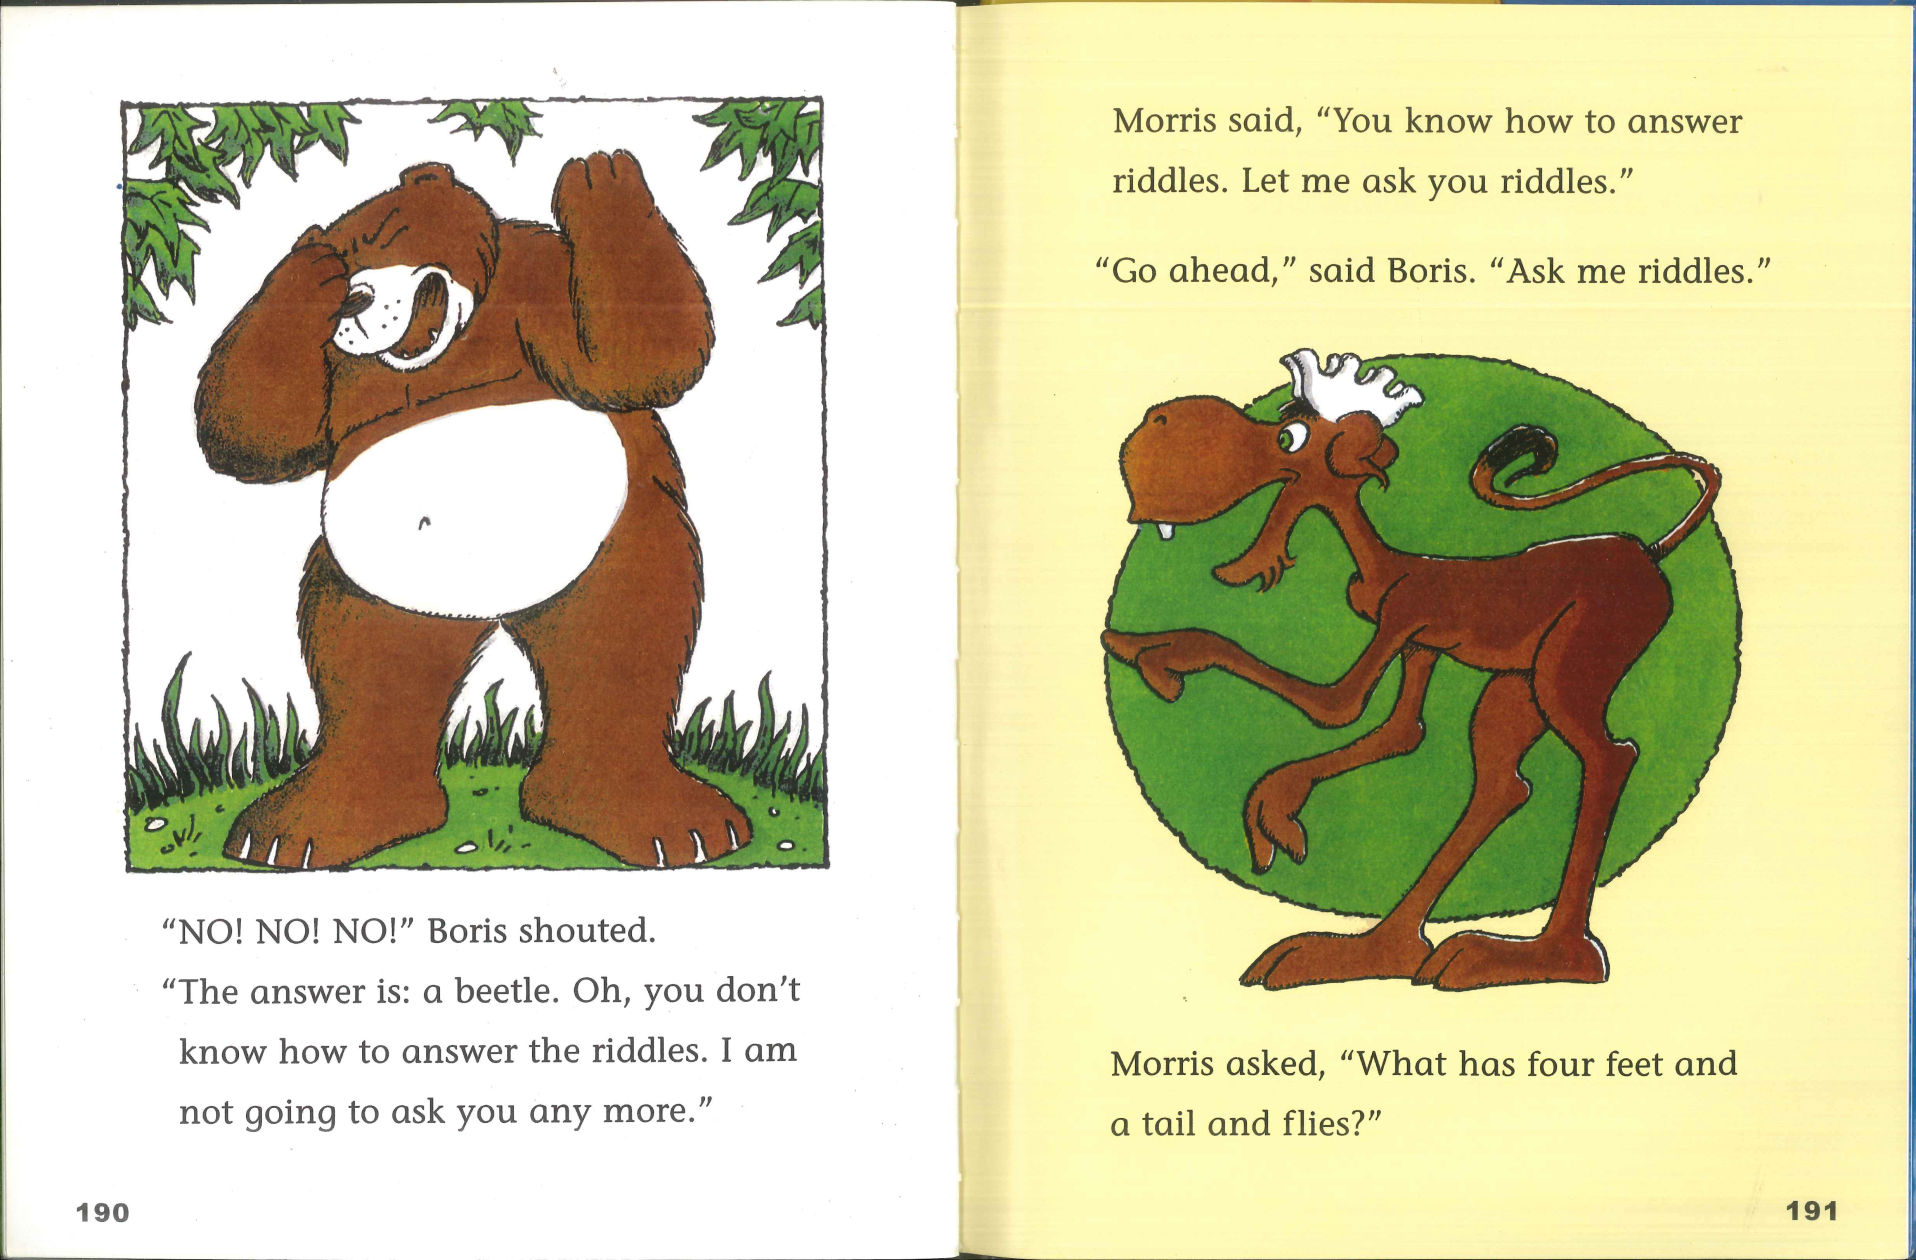 “NO! NO! NO!” Boris shouted.
“The answer is: a beetle. Oh, you don’t
know how to answer the riddles. I am
not going to ask you any more.”
190
Morris said, “You know how to answer
riddles. Let me ask you riddles.”
“Go ahead,” said Boris. “Ask me riddles.”
Morris asked, “What has four feet and
a tail and flies?”
191